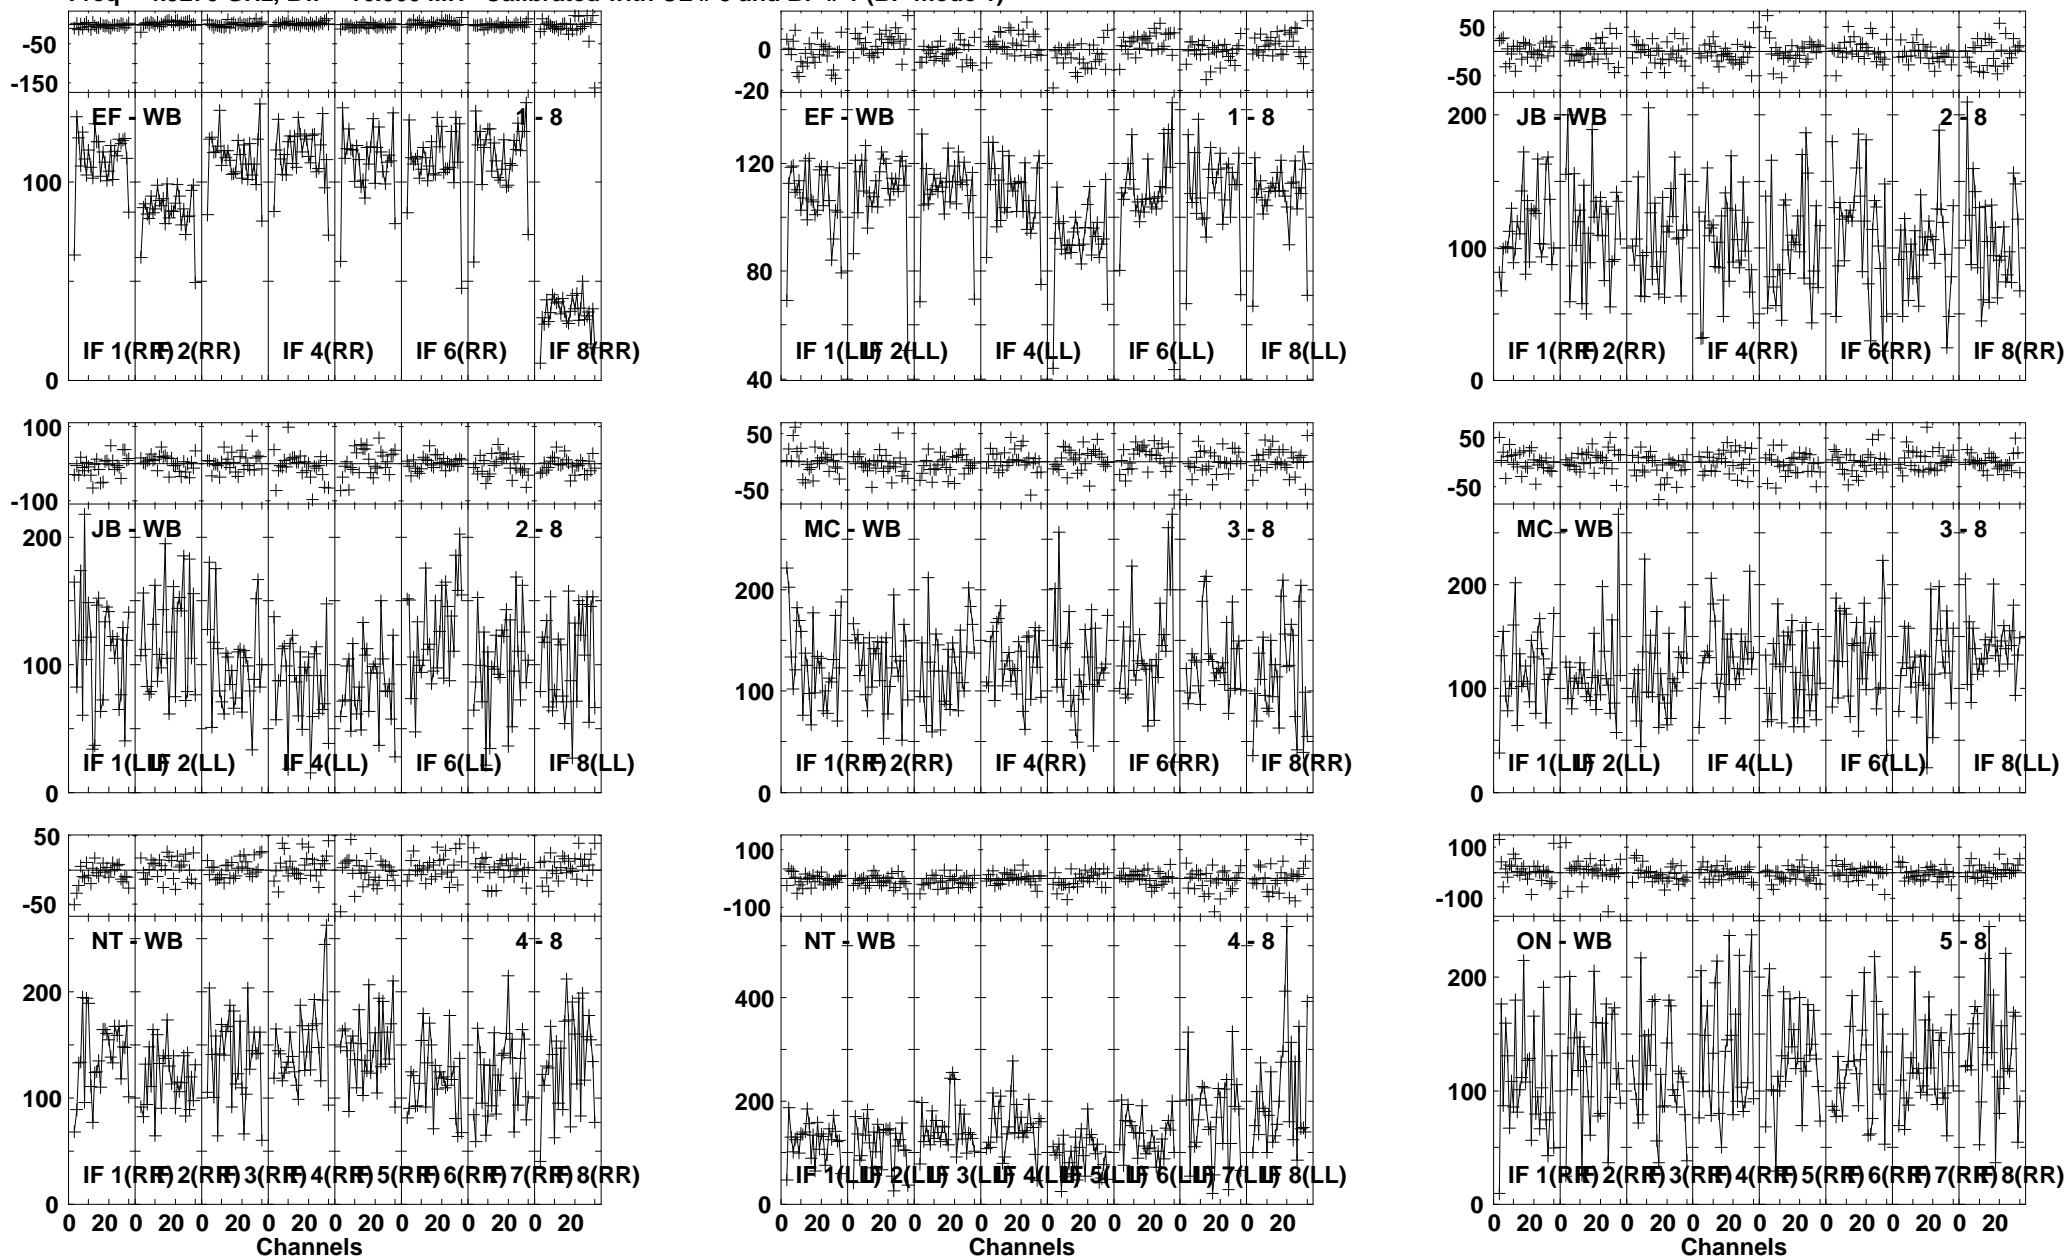 -50
-150
EF - WB 1 - 8
100
0
IF 1(RR) IF 2(RR) IF 4(RR) IF 6(RR) IF 8(RR)
0
-20
EF - WB 1 - 8
120
80
40
IF 1(LL) IF 2(LL) IF 4(LL) IF 6(LL) IF 8(LL)
50
-50
JB - WB 2 - 8
200
100
0
IF 1(RR) IF 2(RR) IF 4(RR) IF 6(RR) IF 8(RR)
100
-100
JB - WB 2 - 8
200
100
0
IF 1(LL) IF 2(LL) IF 4(LL) IF 6(LL) IF 8(LL)
50
-50
MC - WB 3 - 8
200
100
0
IF 1(RR) IF 2(RR) IF 4(RR) IF 6(RR) IF 8(RR)
50
-50
MC - WB 3 - 8
200
100
0
IF 1(LL) IF 2(LL) IF 4(LL) IF 6(LL) IF 8(LL)
50
-50
NT - WB 4 - 8
200
100
0
IF 1(RR) IF 2(RR) IF 3(RR) IF 4(RR) IF 5(RR) IF 6(RR) IF 7(RR) IF 8(RR)
0 20 0 20 0 20 0 20 0 20 0 20 0 20 0 20
Channels
100
-100
NT - WB 4 - 8
400
200
0
IF 1(LL) IF 2(LL) IF 3(LL) IF 4(LL) IF 5(LL) IF 6(LL) IF 7(LL) IF 8(LL)
0 20 0 20 0 20 0 20 0 20 0 20 0 20 0 20
Channels
100
-100
ON - WB 5 - 8
200
100
0
IF 1(RR) IF 2(RR) IF 3(RR) IF 4(RR) IF 5(RR) IF 6(RR) IF 7(RR) IF 8(RR)
0 20 0 20 0 20 0 20 0 20 0 20 0 20 0 20
Channels